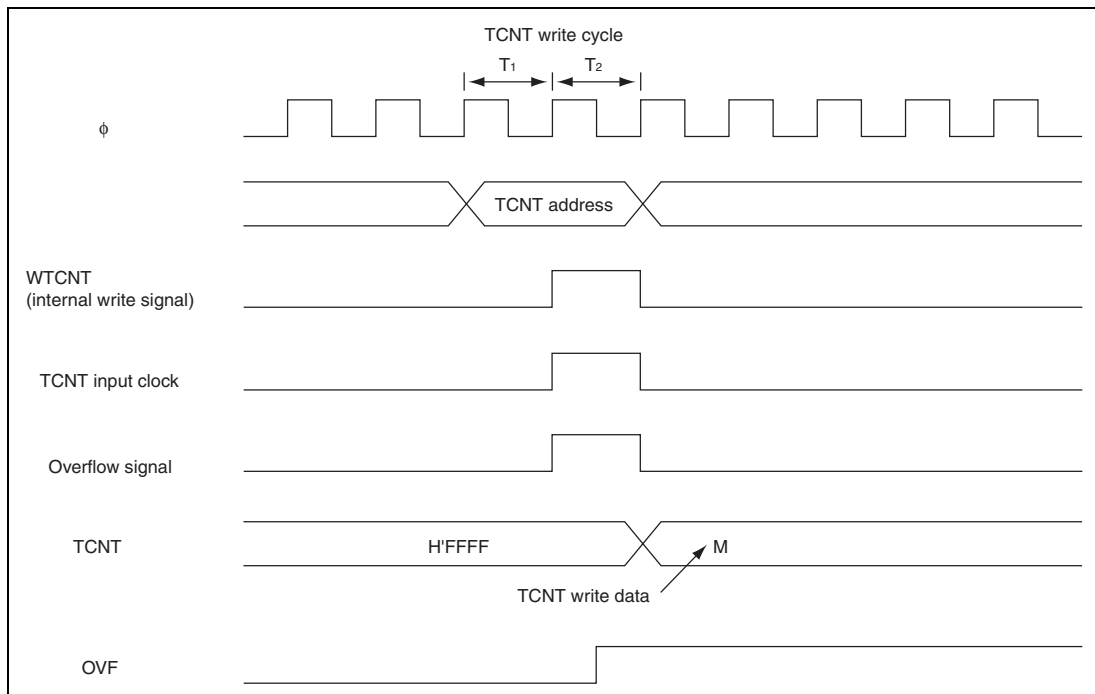 TCNT write cycle
T1 T2
ϕ
TCNT address
WTCNT
(internal write signal)
TCNT input clock
Overflow signal
TCNT H'FFFF M
TCNT write data
OVF